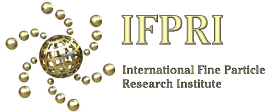 IFPRI
International Fine Particle
Research Institute